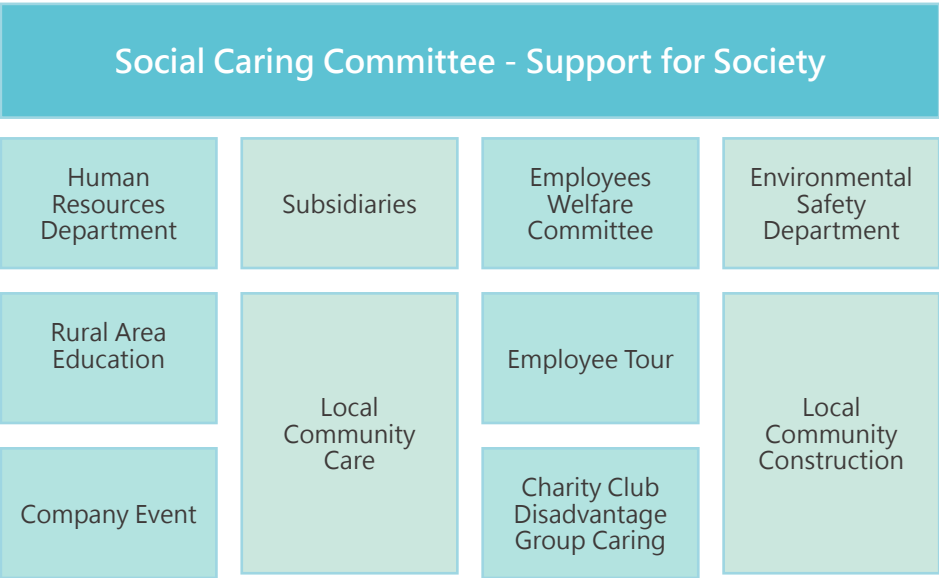 Social Caring Committee - Support for Society
Human
Resources
Department
Subsidiaries
Employees
Welfare
Committee
Environmental
Safety
Department
Rural Area
Education
Local
Community
Care
Employee Tour
Local
Community
Construction
Company Event
Charity Club
Disadvantage
Group Caring